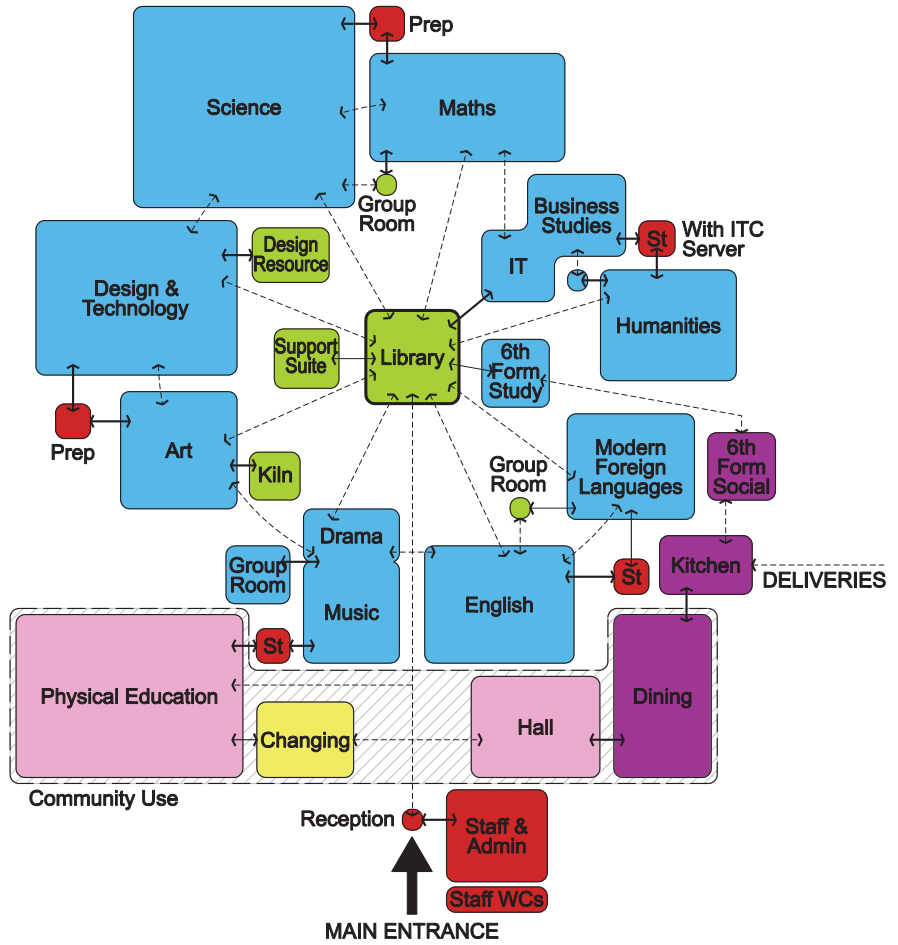 Prep
Science
Maths
Group
Room
Business
Studies
IT
St
With ITC
Server
Design
Resource
Design &
Technology
Humanities
Support
Suite
Library
6th
Form
Study
Prep
Art
Kiln
Group
Room
Modern
Foreign
Languages
6th
Form
Social
Drama
Group
Room
Music
English
St
Kitchen
DELIVERIES
St
Physical Education
Changing
Hall
Dining
Community Use
Reception
Staff &
Admin
Staff WCs
MAIN ENTRANCE